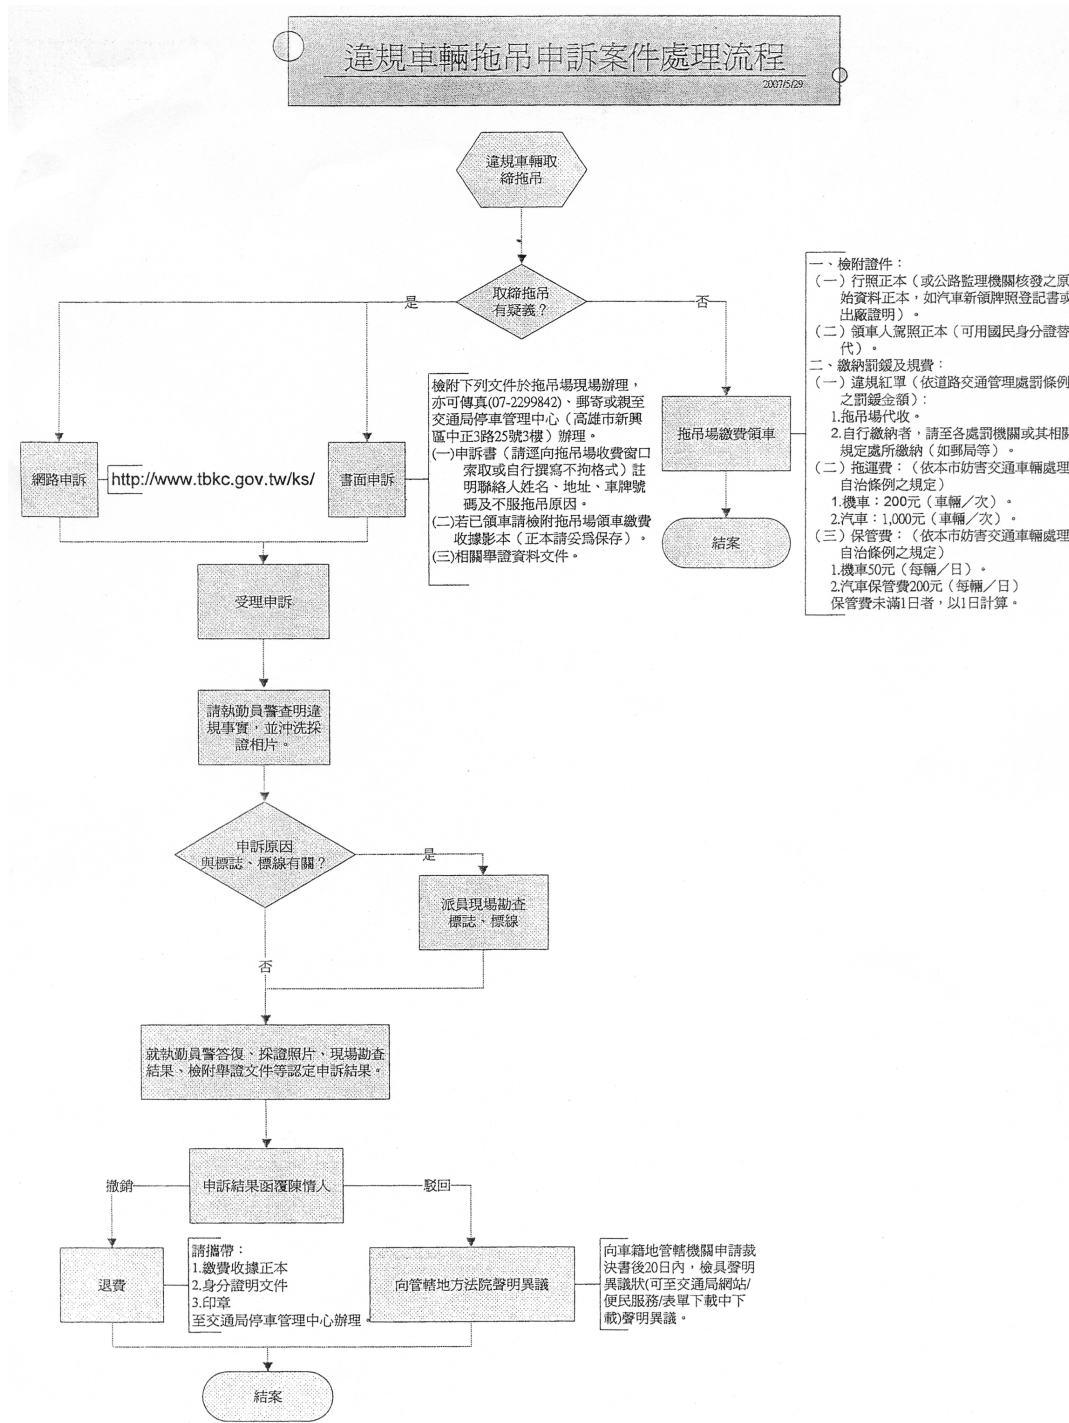 違規車輛拖吊申訴案件處理流程
2007/5/29
違規車輛取
締拖吊
取締拖吊
有疑義？
是
否
一、檢附證件：
（一）行照正本（或公路監理機關核發之原
始資料正本，如汽車新領牌照登記書或
出廠證明）。
（二）領車人駕照正本（可用國民身分證替
代）。
二、繳納罰鍰及規費：
（一）違規紅單（依道路交通管理處罰條例
之罰鍰金額）：
1.拖吊場代收。
2.自行繳納者，請至各處罰機關或其相關
規定處所繳納（如郵局等）。
（二）拖運費：（依本市妨害交通車輛處理
自治條例之規定）
1.機車：200元（車輛／次）。
2.汽車：1,000元（車輛／次）。
（三）保管費：（依本市妨害交通車輛處理
自治條例之規定）
1.機車50元（每輛／日）。
2.汽車保管費200元（每輛／日）
保管費未滿1日者，以1日計算。
拖吊場繳費領車
結案
網路申訴
http://www.tbkc.gov.tw/ks/
書面申訴
檢附下列文件於拖吊場現場辦理，
亦可傳真(07-2299842)、郵寄或親至
交通局停車管理中心（高雄市新興
區中正3路25號3樓）辦理。
(一)申訴書（請逕向拖吊場收費窗口
索取或自行撰寫不拘格式）註
明聯絡人姓名、地址、車牌號
碼及不服拖吊原因。
(二)若已領車請檢附拖吊場領車繳費
收據影本（正本請妥為保存）。
(三)相關舉證資料文件。
受理申訴
請執勤員警查明違
規事實，並沖洗採
證相片。
申訴原因
與標誌、標線有關？
是
派員現場勘查
標誌、標線
否
就執勤員警答復、採證照片、現場勘查
結果、檢附舉證文件等認定申訴結果。
撤銷
申訴結果函覆陳情人
駁回
退費
請攜帶：
1.繳費收據正本
2.身分證明文件
3.印章
至交通局停車管理中心辦理。
向管轄地方法院聲明異議
向車籍地管轄機關申請裁
決書後20日內，檢具聲明
異議狀(可至交通局網站/
便民服務/表單下載中下
載)聲明異議。
結案